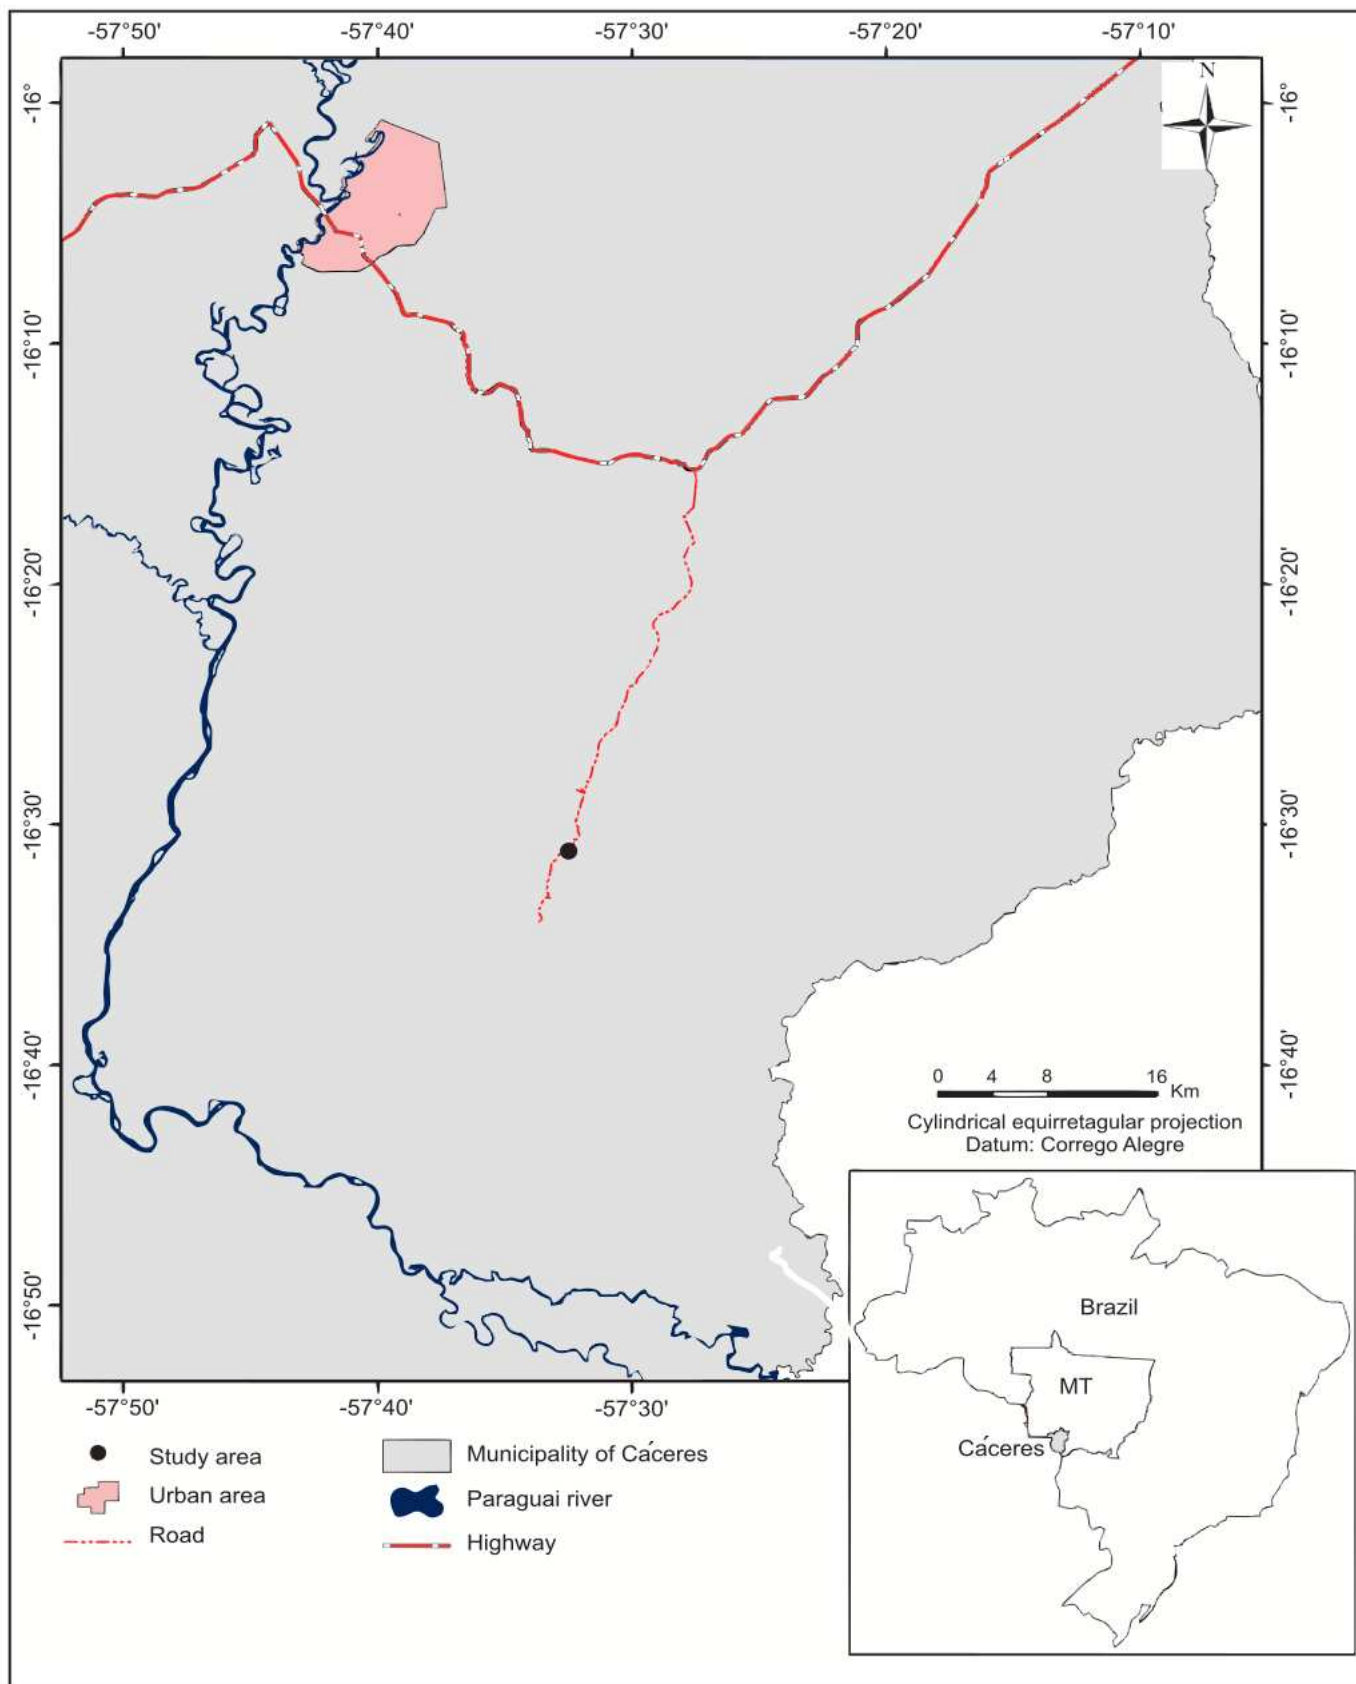 -57°50' -57°40' -57°30' -57°20' -57°10'
N
-16° -16°
-16°10' -16°10'
-16°20' -16°20'
-16°30' -16°30'
-16°40' -16°40'
-16°50'
0 4 8 16 Km
Cylindrical equirretagular projection
Datum: Corrego Alegre
-57°50' -57°40' -57°30'
Study area
Urban area
Road
Municipality of Cáceres
Paraguai river
Highway
Brazil
MT
Cáceres